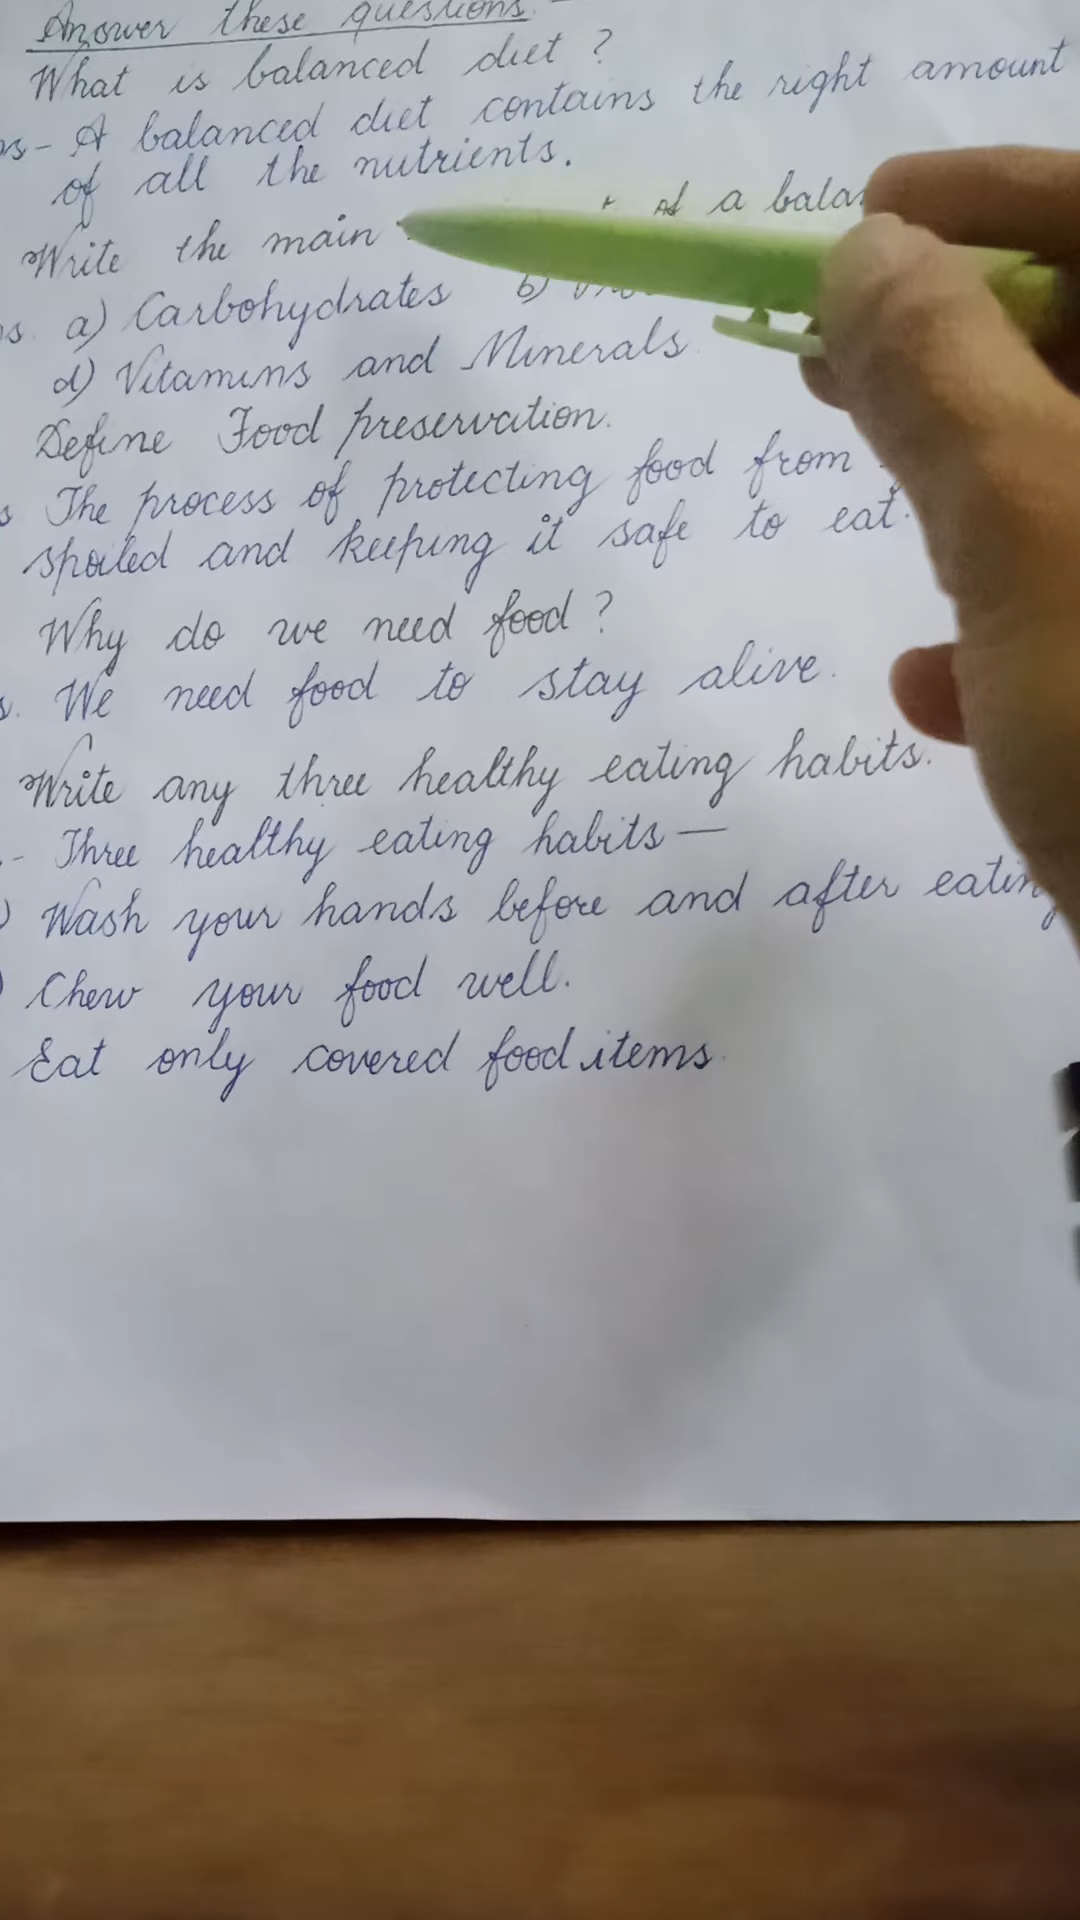 Answer these questions
What is balanced diet ?
ns - A balanced diet contains the right amount
of all the nutrients.
Write the main a
ns. a) Carbohydrates b)
d) Vitamins and Minerals
Define Food preservation.
s The process of protecting food from
spoiled and keeping it safe to eat.
Why do we need food ?
s. We need food to stay alive.
Write any three healthy eating habits.
- Three healthy eating habits —
) Wash your hands before and after eating
) Chew your food well.
Eat only covered food items.